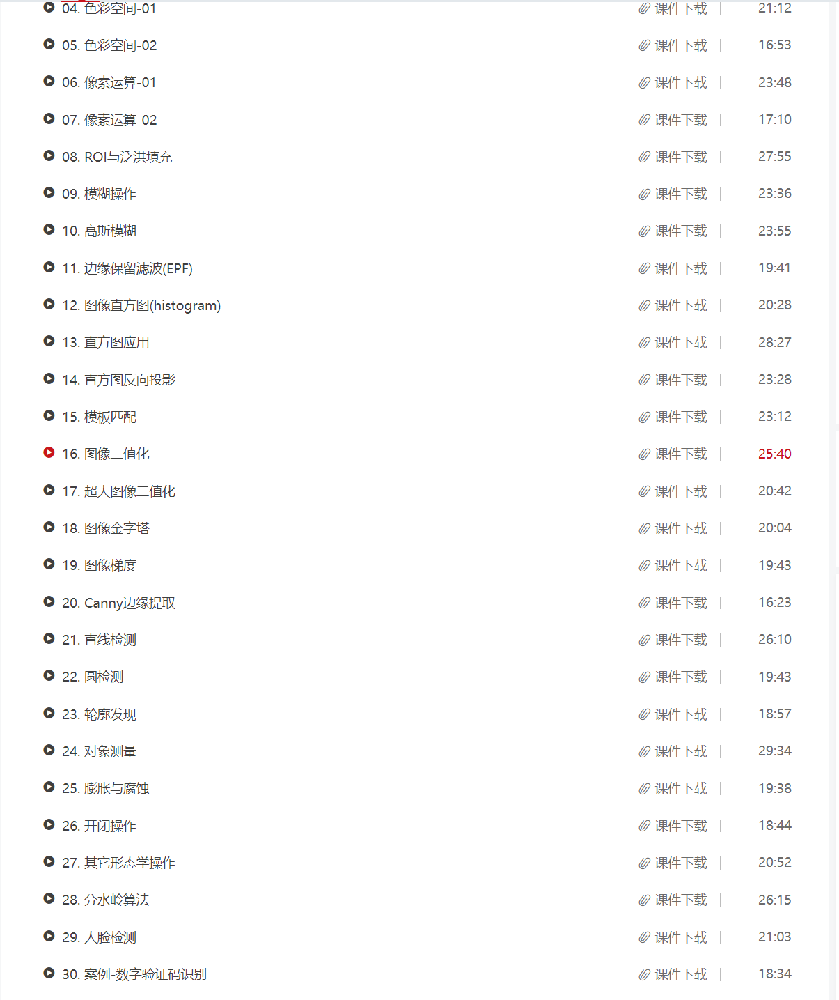 04. 色彩空间-01 课件下载 21:12
05. 色彩空间-02 课件下载 16:53
06. 像素运算-01 课件下载 23:48
07. 像素运算-02 课件下载 17:10
08. ROI与泛洪填充 课件下载 27:55
09. 模糊操作 课件下载 23:36
10. 高斯模糊 课件下载 23:55
11. 边缘保留滤波(EPF) 课件下载 19:41
12. 图像直方图(histogram) 课件下载 20:28
13. 直方图应用 课件下载 28:27
14. 直方图反向投影 课件下载 23:28
15. 模板匹配 课件下载 23:12
16. 图像二值化 课件下载 25:40
17. 超大图像二值化 课件下载 20:42
18. 图像金字塔 课件下载 20:04
19. 图像梯度 课件下载 19:43
20. Canny边缘提取 课件下载 16:23
21. 直线检测 课件下载 26:10
22. 圆检测 课件下载 19:43
23. 轮廓发现 课件下载 18:57
24. 对象测量 课件下载 29:34
25. 膨胀与腐蚀 课件下载 19:38
26. 开闭操作 课件下载 18:44
27. 其它形态学操作 课件下载 20:52
28. 分水岭算法 课件下载 26:15
29. 人脸检测 课件下载 21:03
30. 案例-数字验证码识别 课件下载 18:34